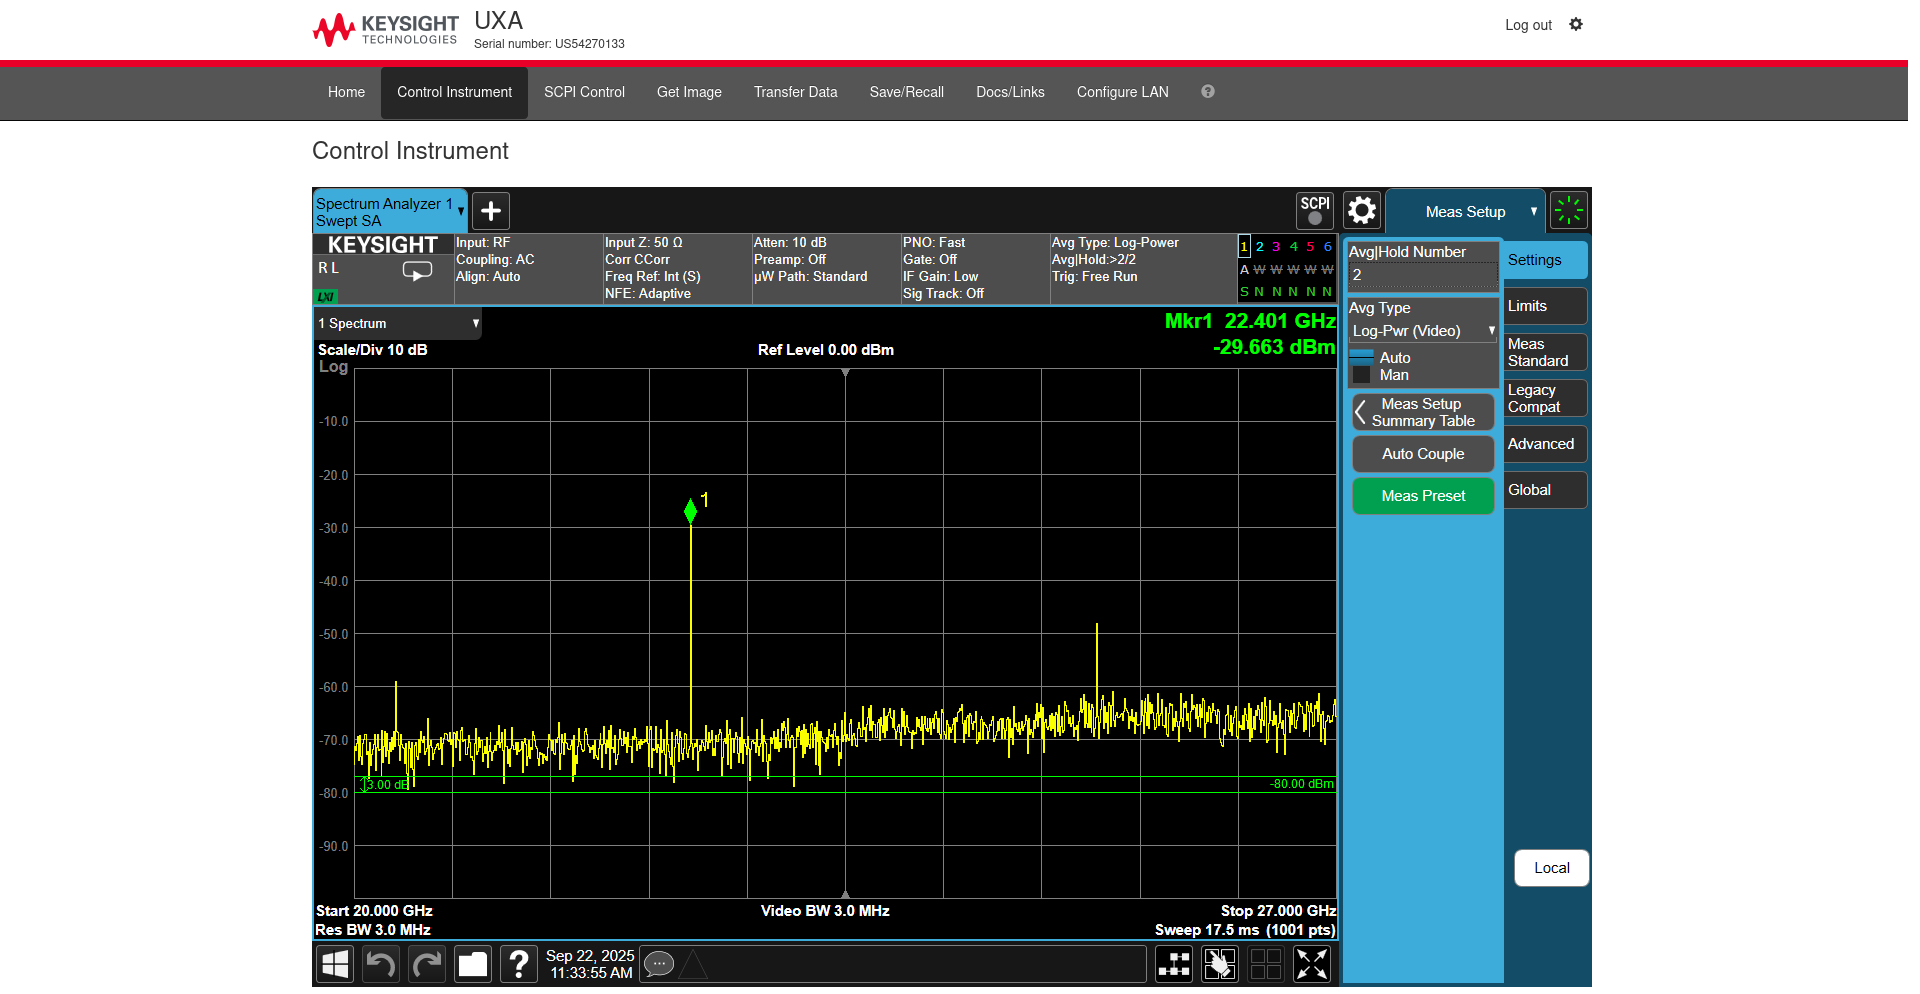 KEYSIGHT
TECHNOLOGIES
UXA
Serial number: US54270133
Log out
Home
Control Instrument
SCPI Control
Get Image
Transfer Data
Save/Recall
Docs/Links
Configure LAN
?
Control Instrument
Spectrum Analyzer 1
Swept SA
SCPI
Meas Setup
KEYSIGHT
R L
LXI
Input: RF
Coupling: AC
Align: Auto
Input Z: 50 Ω
Corr CCorr
Freq Ref: Int (S)
NFE: Adaptive
Atten: 10 dB
Preamp: Off
µW Path: Standard
PNO: Fast
Gate: Off
IF Gain: Low
Sig Track: Off
Avg Type: Log-Power
Avg|Hold:>2/2
Trig: Free Run
1 2 3 4 5 6
A W W W W W
S N N N N N
1 Spectrum
Mkr1 22.401 GHz
-29.663 dBm
Scale/Div 10 dB
Ref Level 0.00 dBm
Log
-10.0
-20.0
-30.0
-40.0
-50.0
-60.0
-70.0
-80.0
-90.0
1
3.00 dB
-80.00 dBm
Start 20.000 GHz
Video BW 3.0 MHz
Stop 27.000 GHz
Res BW 3.0 MHz
Sweep 17.5 ms (1001 pts)
Avg|Hold Number
2
Avg Type
Log-Pwr (Video)
Auto
Man
Meas Setup
Summary Table
Auto Couple
Meas Preset
Settings
Limits
Meas
Standard
Legacy
Compat
Advanced
Global
Local
?
Sep 22, 2025
11:33:55 AM